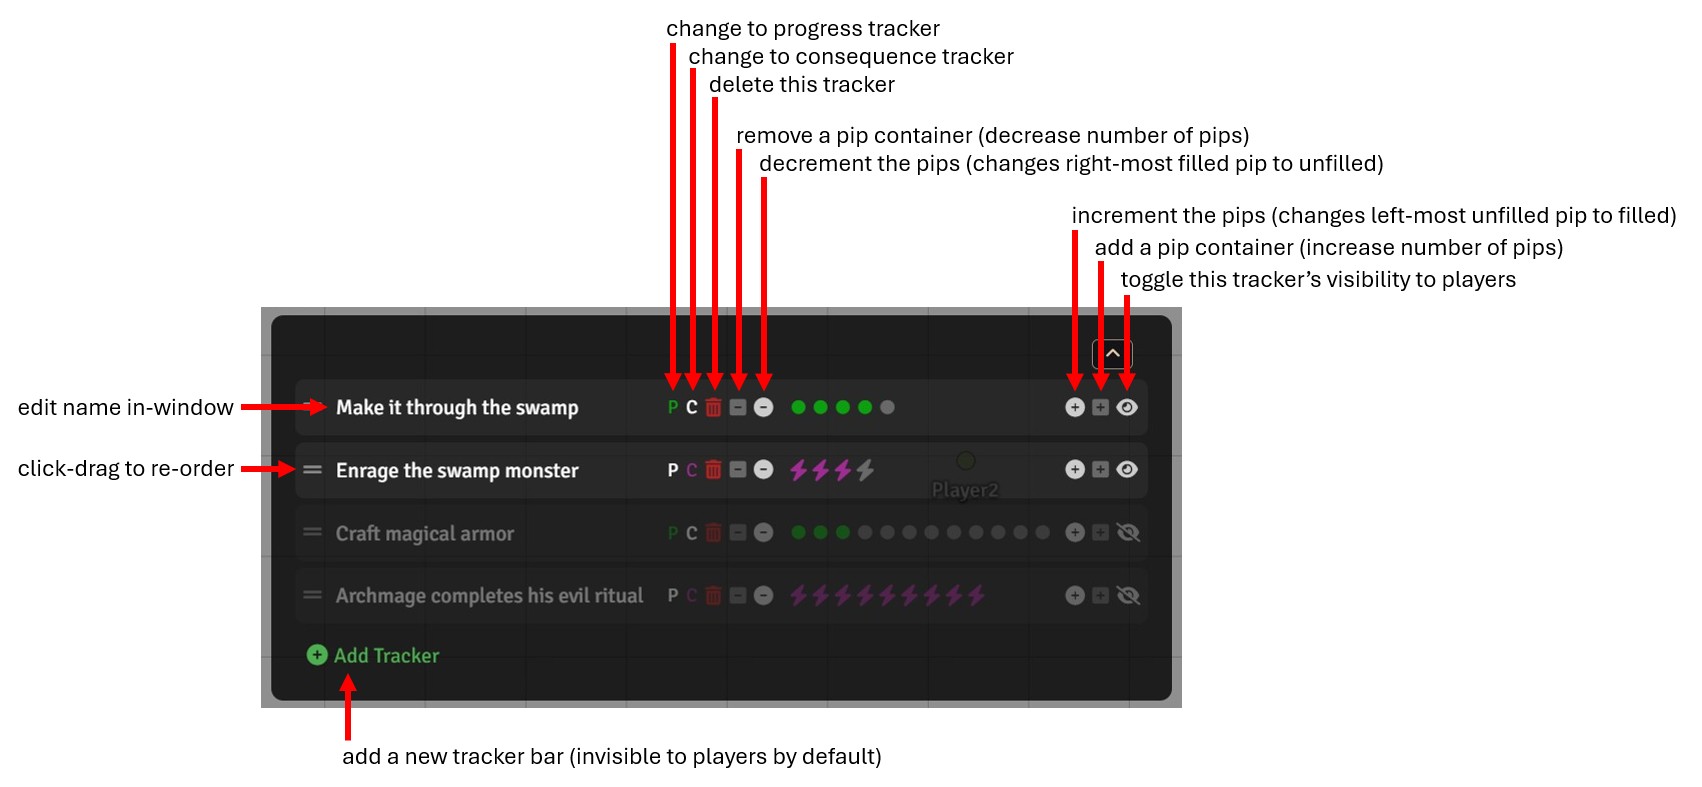 change to progress tracker
change to consequence tracker
delete this tracker
remove a pip container (decrease number of pips)
decrement the pips (changes right-most filled pip to unfilled)
increment the pips (changes left-most unfilled pip to filled)
add a pip container (increase number of pips)
toggle this tracker’s visibility to players
edit name in-window
Make it through the swamp P C
click-drag to re-order
Enrage the swamp monster P C
Player2
Craft magical armor P C
Archmage completes his evil ritual P C
Add Tracker
add a new tracker bar (invisible to players by default)